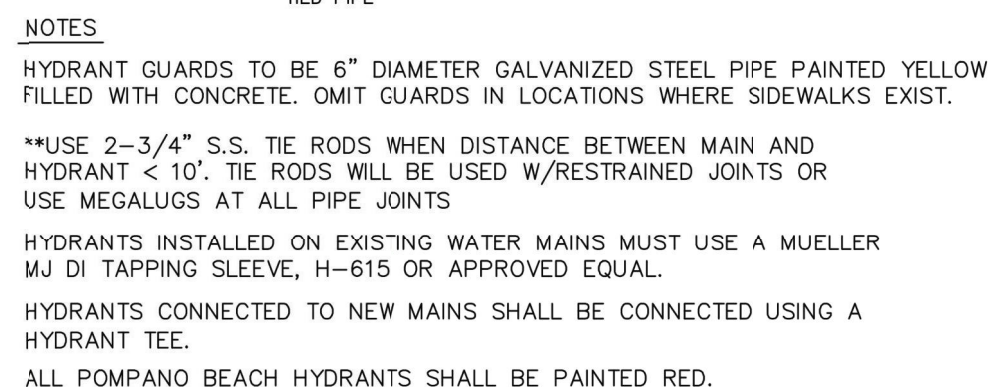 NOTES
HYDRANT GUARDS TO BE 6” DIAMETER GALVANIZED STEEL PIPE PAINTED YELLOW
FILLED WITH CONCRETE. OMIT GUARDS IN LOCATIONS WHERE SIDEWALKS EXIST.
**USE 2-3/4” S.S. TIE RODS WHEN DISTANCE BETWEEN MAIN AND
HYDRANT < 10’. TIE RODS WILL BE USED W/RESTRAINED JOINTS OR
USE MEGALUGS AT ALL PIPE JOINTS
HYDRANTS INSTALLED ON EXISTING WATER MAINS MUST USE A MUELLER
MJ DI TAPPING SLEEVE, H-615 OR APPROVED EQUAL.
HYDRANTS CONNECTED TO NEW MAINS SHALL BE CONNECTED USING A
HYDRANT TEE.
ALL POMPANO BEACH HYDRANTS SHALL BE PAINTED RED.